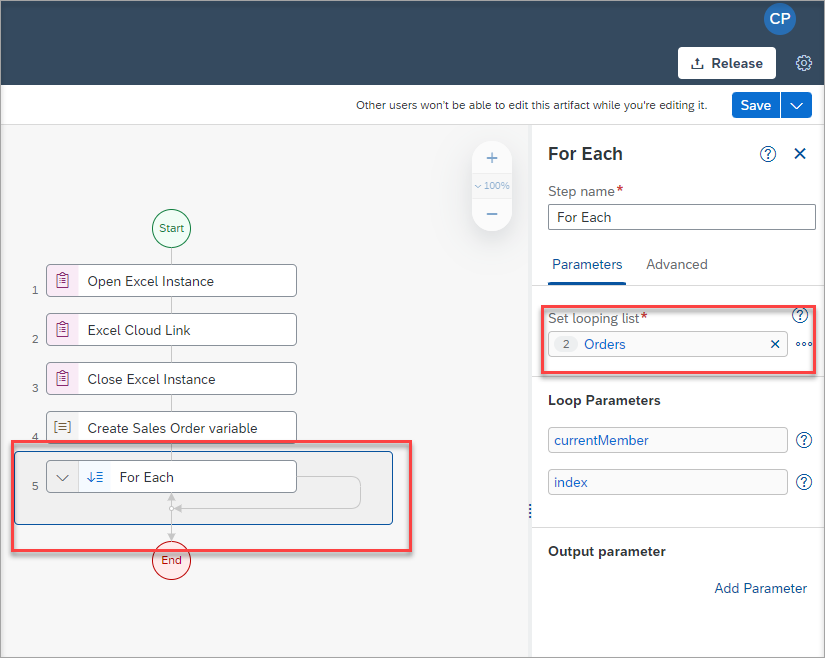 CP
Release
Other users won't be able to edit this artifact while you're editing it.
Save
100%
Start
1 Open Excel Instance
2 Excel Cloud Link
3 Close Excel Instance
4 Create Sales Order variable
5 For Each
End
For Each
Step name*
For Each
Parameters Advanced
Set looping list*
2 Orders
Loop Parameters
currentMember
index
Output parameter
Add Parameter